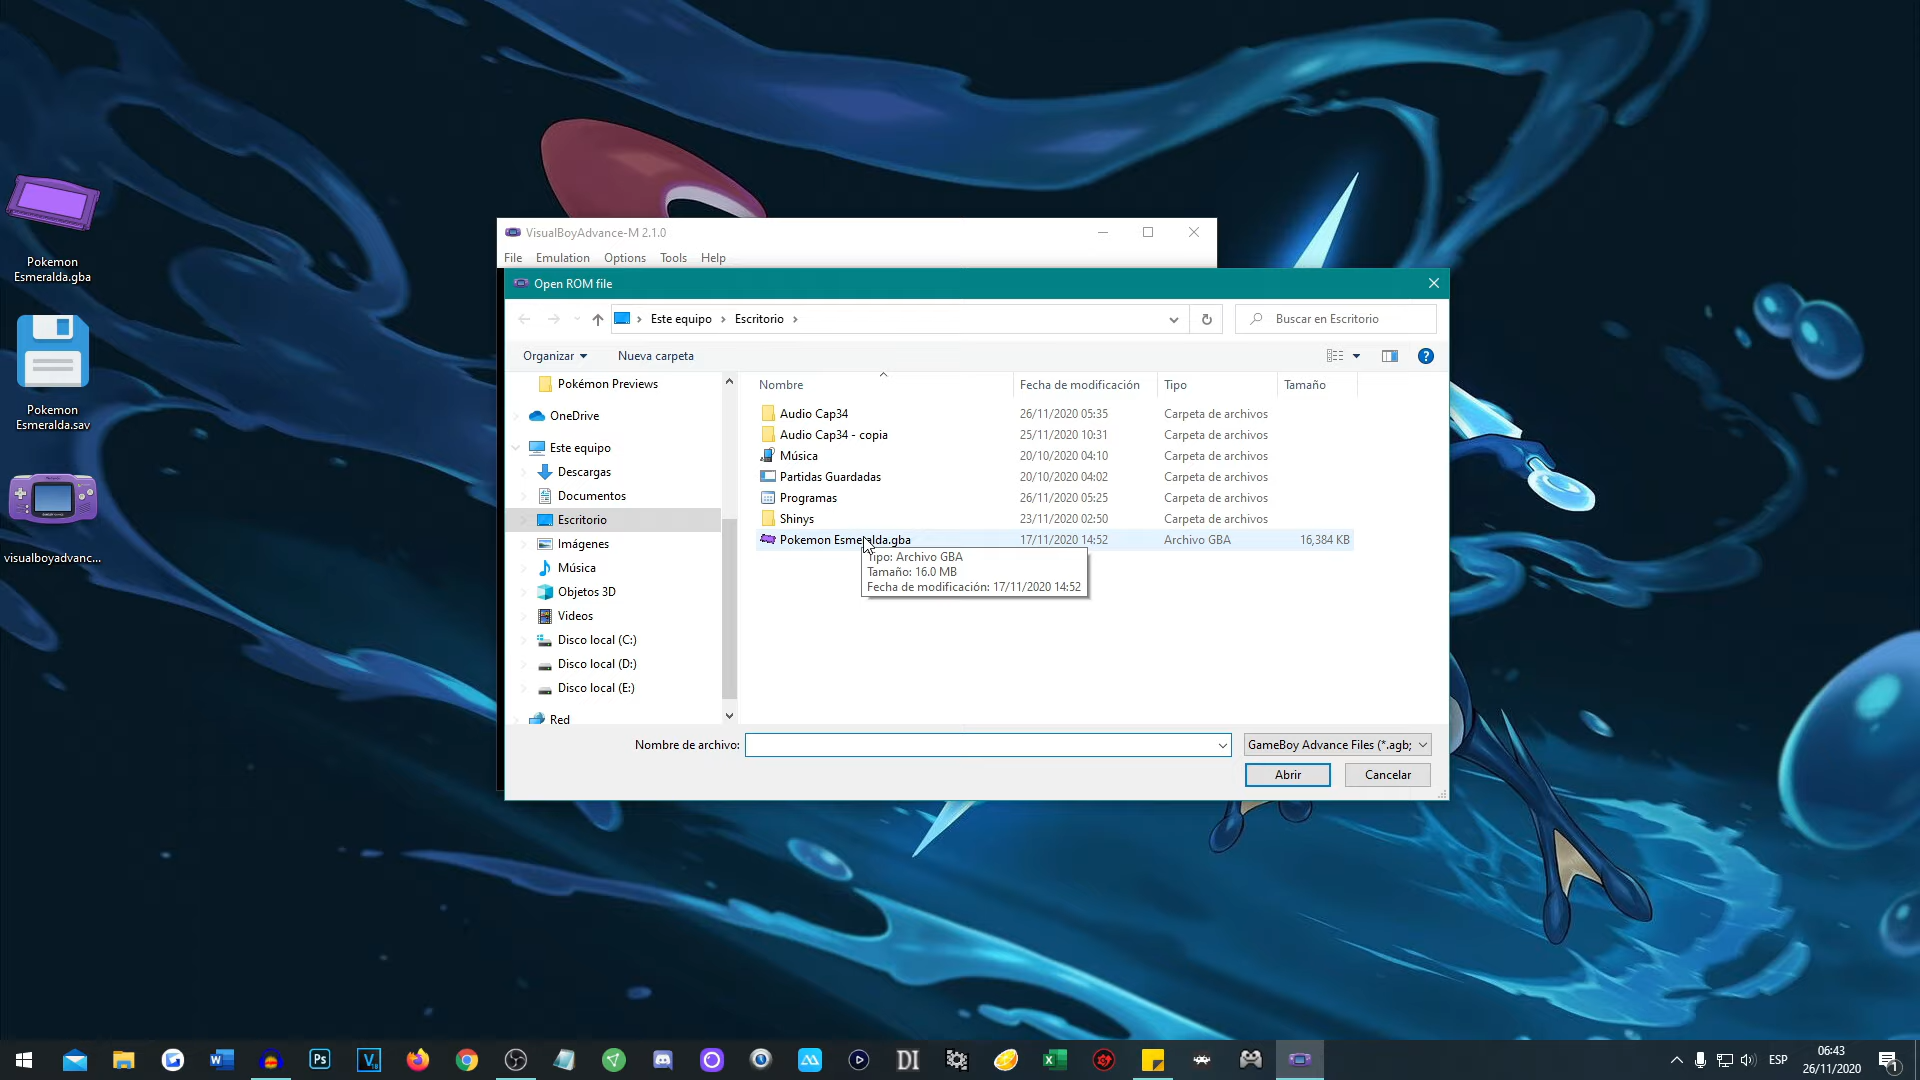 Pokemon
Esmeralda.gba
Pokemon
Esmeralda.sav
visualboyadvanc...
VisualBoyAdvance-M 2.1.0
File Emulation Options Tools Help
Open ROM file
Este equipo Escritorio
Buscar en Escritorio
Organizar Nueva carpeta
Pokémon Previews
OneDrive
Este equipo
Descargas
Documentos
Escritorio
Imágenes
Música
Objetos 3D
Videos
Disco local (C:)
Disco local (D:)
Disco local (E:)
Red
Nombre Fecha de modificación Tipo Tamaño
Audio Cap34 26/11/2020 05:35 Carpeta de archivos
Audio Cap34 - copia 25/11/2020 10:31 Carpeta de archivos
Música 20/10/2020 04:10 Carpeta de archivos
Partidas Guardadas 20/10/2020 04:02 Carpeta de archivos
Programas 26/11/2020 05:25 Carpeta de archivos
Shinys 23/11/2020 02:50 Carpeta de archivos
Pokemon Esmeralda.gba 17/11/2020 14:52 Archivo GBA 16,384 KB
Tipo: Archivo GBA
Tamaño: 16.0 MB
Fecha de modificación: 17/11/2020 14:52
Nombre de archivo: GameBoy Advance Files (*.agb;
Abrir Cancelar
ESP
06:43
26/11/2020